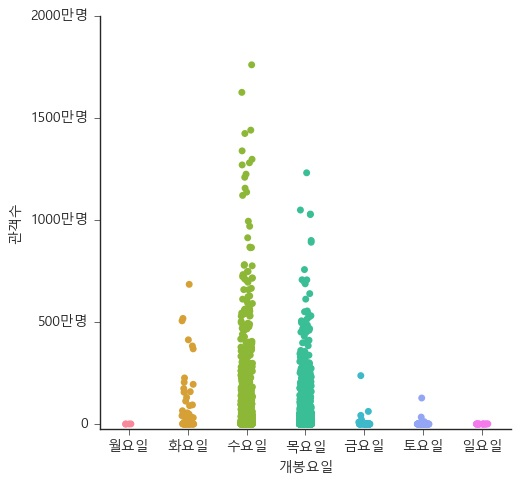 2000만명
1500만명
1000만명
500만명
0
관객수
월요일 화요일 수요일 목요일 금요일 토요일 일요일
개봉요일